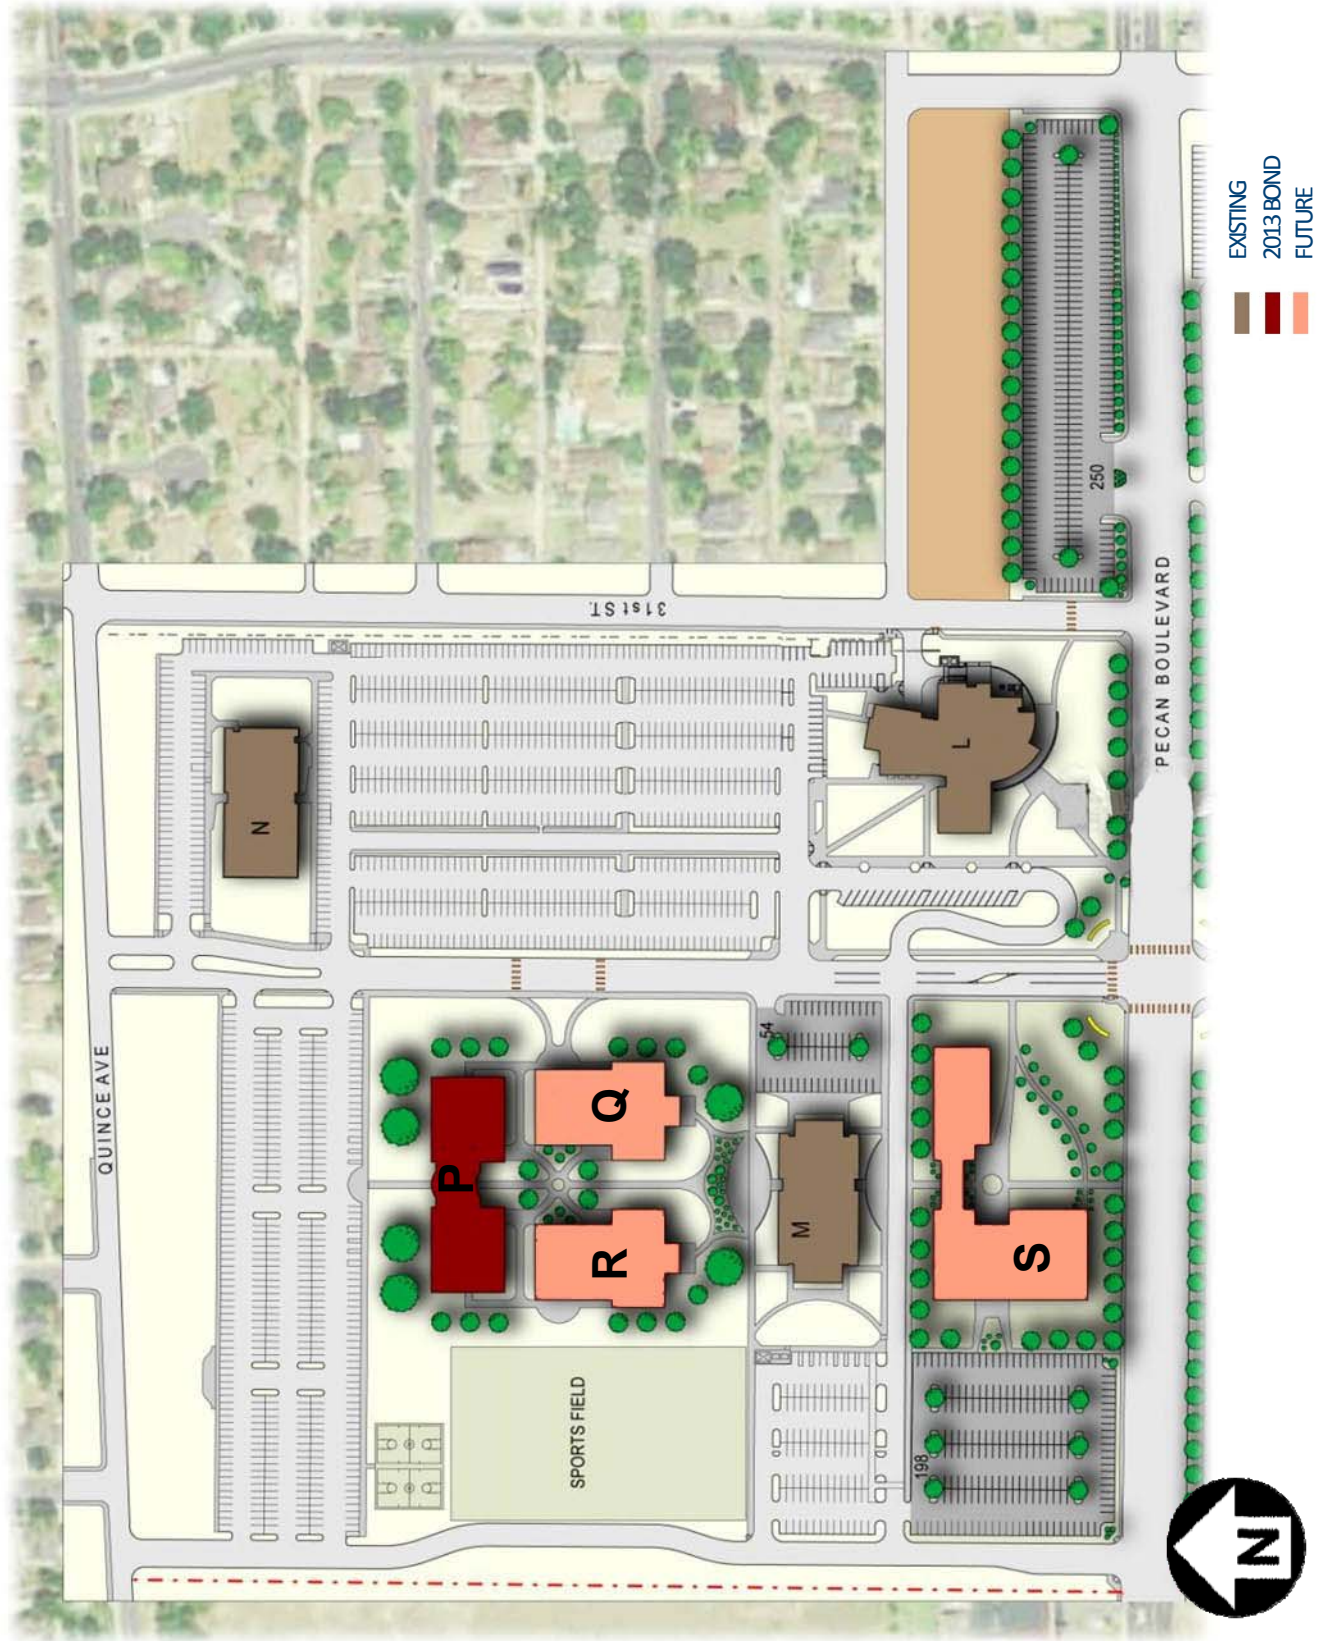 QUINCE AVE
31st ST.
N
P
Q
R
L
54
M
S
250
198
SPORTS FIELD
PECAN BOULEVARD
EXISTING
2013 BOND
FUTURE
N